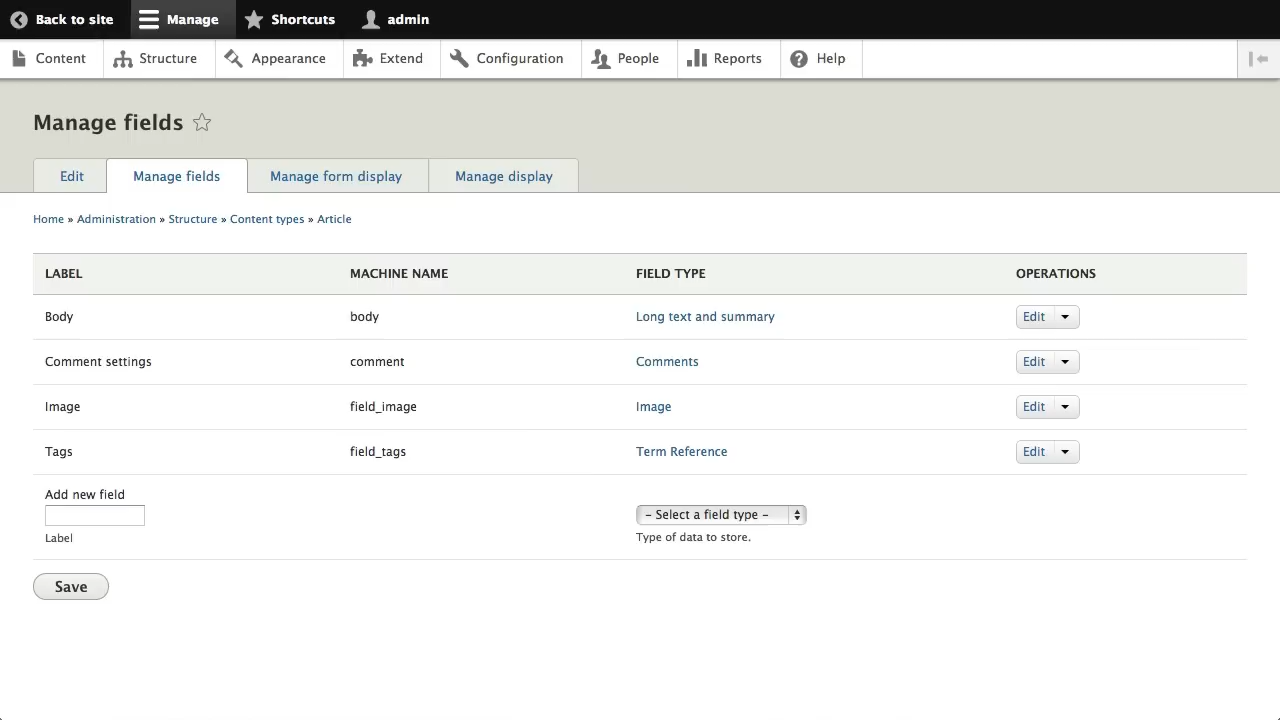 Back to site Manage Shortcuts admin
Content Structure Appearance Extend Configuration People Reports Help
Manage fields
Edit Manage fields Manage form display Manage display
Home » Administration » Structure » Content types » Article
LABEL MACHINE NAME FIELD TYPE OPERATIONS
Body body Long text and summary Edit
Comment settings comment Comments Edit
Image field_image Image Edit
Tags field_tags Term Reference Edit
Add new field
- Select a field type -
Label Type of data to store.
Save